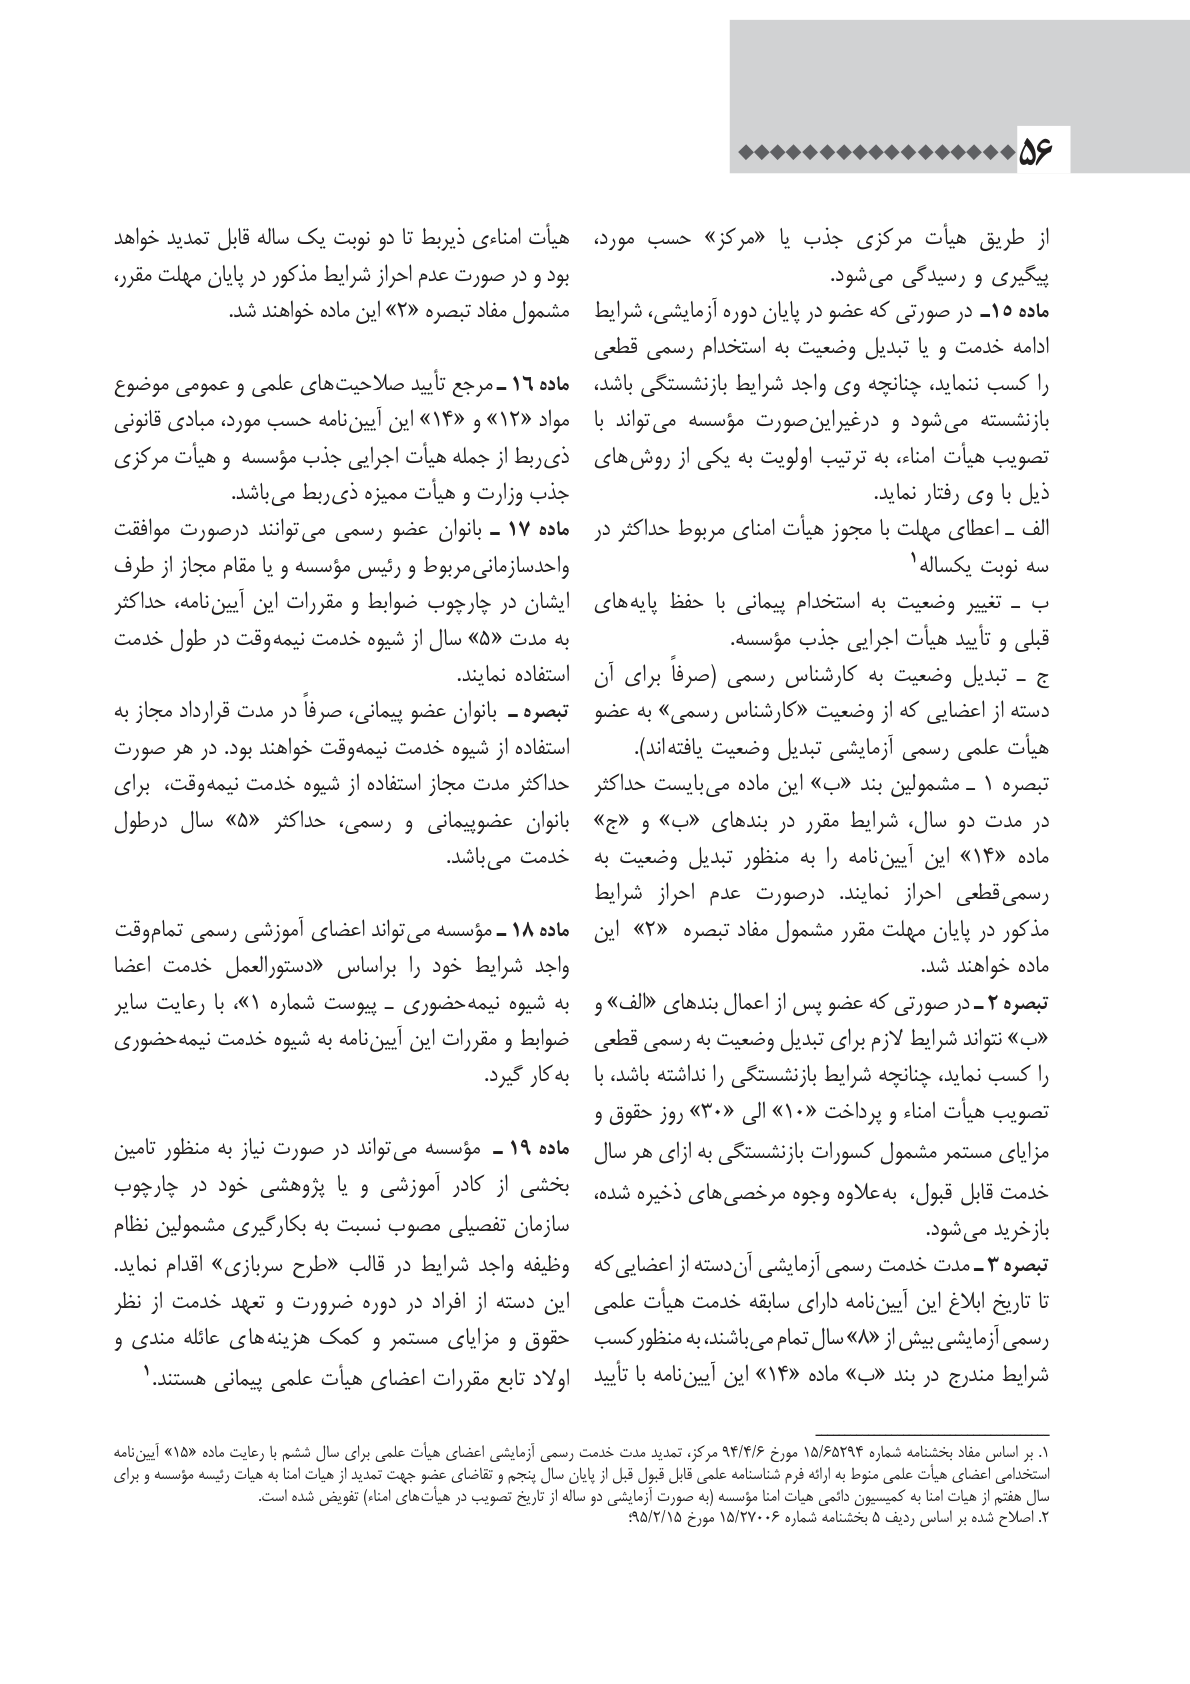 ۵۶
از طریق هیأت مرکزی جذب یا «مرکز» حسب مورد،
پیگیری و رسیدگی می‌شود.
ماده ۱۵ـ در صورتی که عضو در پایان دوره آزمایشی، شرایط
ادامه خدمت و یا تبدیل وضعیت به استخدام رسمی قطعی
را کسب ننماید، چنانچه وی واجد شرایط بازنشستگی باشد،
بازنشسته می‌شود و درغیراین‌صورت مؤسسه می‌تواند با
تصویب هیأت امناء، به ترتیب اولویت به یکی از روش‌های
ذیل با وی رفتار نماید.
الف ـ اعطای مهلت با مجوز هیأت امنای مربوط حداکثر در
سه نوبت یکساله۱
ب ـ تغییر وضعیت به استخدام پیمانی با حفظ پایه‌های
قبلی و تأیید هیأت اجرایی جذب مؤسسه.
ج ـ تبدیل وضعیت به کارشناس رسمی (صرفاً برای آن
دسته از اعضایی که از وضعیت «کارشناس رسمی» به عضو
هیأت علمی رسمی آزمایشی تبدیل وضعیت یافته‌اند).
تبصره ۱ ـ مشمولین بند «ب» این ماده می‌بایست حداکثر
در مدت دو سال، شرایط مقرر در بندهای «ب» و «ج»
ماده «۱۴» این آیین‌نامه را به منظور تبدیل وضعیت به
رسمی‌قطعی احراز نمایند. درصورت عدم احراز شرایط
مذکور در پایان مهلت مقرر مشمول مفاد تبصره «۲» این
ماده خواهند شد.
تبصره ۲ ـ در صورتی که عضو پس از اعمال بندهای «الف» و
«ب» نتواند شرایط لازم برای تبدیل وضعیت به رسمی قطعی
را کسب نماید، چنانچه شرایط بازنشستگی را نداشته باشد، با
تصویب هیأت امناء و پرداخت «۱۰» الی «۳۰» روز حقوق و
مزایای مستمر مشمول کسورات بازنشستگی به ازای هر سال
خدمت قابل قبول، به‌علاوه وجوه مرخصی‌های ذخیره شده،
بازخرید می‌شود.
تبصره ۳ ـ مدت خدمت رسمی آزمایشی آن‌دسته از اعضایی‌که
تا تاریخ ابلاغ این آیین‌نامه دارای سابقه خدمت هیأت علمی
رسمی آزمایشی بیش از «۸» سال تمام می‌باشند، به منظور کسب
شرایط مندرج در بند «ب» ماده «۱۴» این آیین‌نامه با تأیید
هیأت امناءی ذیربط تا دو نوبت یک ساله قابل تمدید خواهد
بود و در صورت عدم احراز شرایط مذکور در پایان مهلت مقرر،
مشمول مفاد تبصره «۲» این ماده خواهند شد.
ماده ۱۶ ـ مرجع تأیید صلاحیت‌های علمی و عمومی موضوع
مواد «۱۲» و «۱۴» این آیین‌نامه حسب مورد، مبادی قانونی
ذی‌ربط از جمله هیأت اجرایی جذب مؤسسه و هیأت مرکزی
جذب وزارت و هیأت ممیزه ذی‌ربط می‌باشد.
ماده ۱۷ ـ بانوان عضو رسمی می‌توانند درصورت موافقت
واحدسازمانی‌مربوط و رئیس مؤسسه و یا مقام مجاز از طرف
ایشان در چارچوب ضوابط و مقررات این آیین‌نامه، حداکثر
به مدت «۵» سال از شیوه خدمت نیمه‌وقت در طول خدمت
استفاده نمایند.
تبصره ـ بانوان عضو پیمانی، صرفاً در مدت قرارداد مجاز به
استفاده از شیوه خدمت نیمه‌وقت خواهند بود. در هر صورت
حداکثر مدت مجاز استفاده از شیوه خدمت نیمه‌وقت، برای
بانوان عضوپیمانی و رسمی، حداکثر «۵» سال درطول
خدمت می‌باشد.
ماده ۱۸ ـ مؤسسه می‌تواند اعضای آموزشی رسمی تمام‌وقت
واجد شرایط خود را براساس «دستورالعمل خدمت اعضا
به شیوه نیمه‌حضوری ـ پیوست شماره ۱»، با رعایت سایر
ضوابط و مقررات این آیین‌نامه به شیوه خدمت نیمه‌حضوری
به‌کار گیرد.
ماده ۱۹ ـ مؤسسه می‌تواند در صورت نیاز به منظور تامین
بخشی از کادر آموزشی و یا پژوهشی خود در چارچوب
سازمان تفصیلی مصوب نسبت به بکارگیری مشمولین نظام
وظیفه واجد شرایط در قالب «طرح سربازی» اقدام نماید.
این دسته از افراد در دوره ضرورت و تعهد خدمت از نظر
حقوق و مزایای مستمر و کمک هزینه‌های عائله مندی و
اولاد تابع مقررات اعضای هیأت علمی پیمانی هستند.۱
۱. بر اساس مفاد بخشنامه شماره ۱۵/۶۵۲۹۴ مورخ ۹۴/۴/۶ مرکز، تمدید مدت خدمت رسمی آزمایشی اعضای هیأت علمی برای سال ششم با رعایت ماده «۱۵» آیین‌نامه
استخدامی اعضای هیأت علمی منوط به ارائه فرم شناسنامه علمی قابل قبول قبل از پایان سال پنجم و تقاضای عضو جهت تمدید از هیات امنا به هیات رئیسه مؤسسه و برای
سال هفتم از هیات امنا به کمیسیون دائمی هیات امنا مؤسسه (به صورت آزمایشی دو ساله از تاریخ تصویب در هیأت‌های امناء) تفویض شده است.
۲. اصلاح شده بر اساس ردیف ۵ بخشنامه شماره ۱۵/۲۷۰۰۶ مورخ ۹۵/۲/۱۵؛